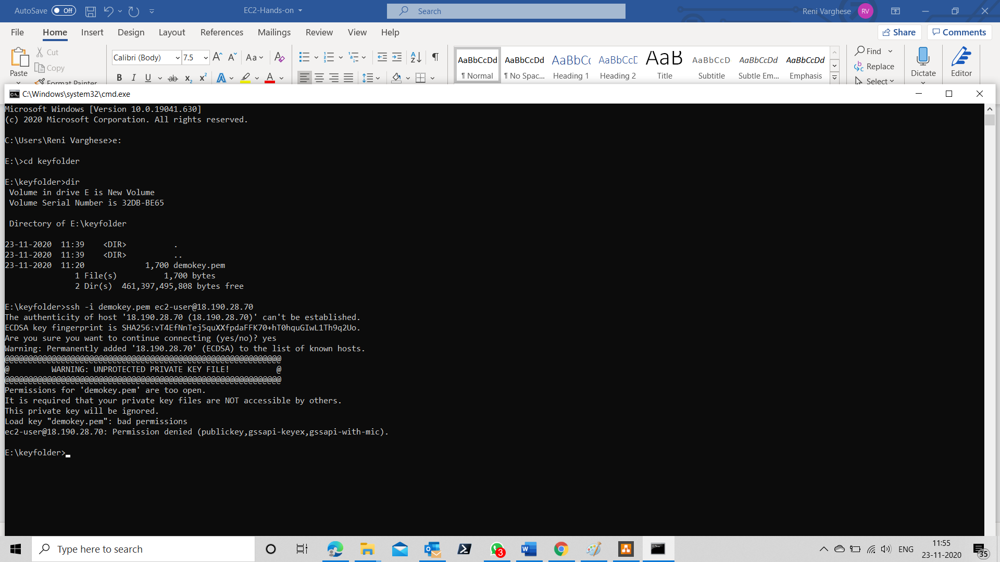 AutoSave Off EC2-Hands-on Search Reni Varghese RV
File Home Insert Design Layout References Mailings Review View Help Share Comments
Paste Cut Copy Format Painter
Calibri (Body) 7.5 Aa
AaBbCcDd ¶ Normal
AaBbCcDd ¶ No Spac...
AaBbCc Heading 1
AaBbCcD Heading 2
AaB Title
AaBbCcD Subtitle
AaBbCcDd Subtle Em...
AaBbCcDd Emphasis
Find
Replace
Select
Dictate
Editor
C:\Windows\system32\cmd.exe
Microsoft Windows [Version 10.0.19041.630]
(c) 2020 Microsoft Corporation. All rights reserved.
C:\Users\Reni Varghese>e:
E:\>cd keyfolder
E:\keyfolder>dir
Volume in drive E is New Volume
Volume Serial Number is 32DB-BE65
Directory of E:\keyfolder
23-11-2020 11:39 <DIR> .
23-11-2020 11:39 <DIR> ..
23-11-2020 11:20 1,700 demokey.pem
1 File(s) 1,700 bytes
2 Dir(s) 461,397,495,808 bytes free
E:\keyfolder>ssh -i demokey.pem ec2-user@18.190.28.70
The authenticity of host '18.190.28.70 (18.190.28.70)' can't be established.
ECDSA key fingerprint is SHA256:vT4EfNnTej5quXXfpdaFFK70+hT0hquGIwL1Th9q2Uo.
Are you sure you want to continue connecting (yes/no)? yes
Warning: Permanently added '18.190.28.70' (ECDSA) to the list of known hosts.
@@@@@@@@@@@@@@@@@@@@@@@@@@@@@@@@@@@@@@@@@@@@@@@@@@@@@@@@@@@
@ WARNING: UNPROTECTED PRIVATE KEY FILE! @
@@@@@@@@@@@@@@@@@@@@@@@@@@@@@@@@@@@@@@@@@@@@@@@@@@@@@@@@@@@
Permissions for 'demokey.pem' are too open.
It is required that your private key files are NOT accessible by others.
This private key will be ignored.
Load key "demokey.pem": bad permissions
ec2-user@18.190.28.70: Permission denied (publickey,gssapi-keyex,gssapi-with-mic).
E:\keyfolder>
Type here to search
3
ENG
11:55
23-11-2020
35